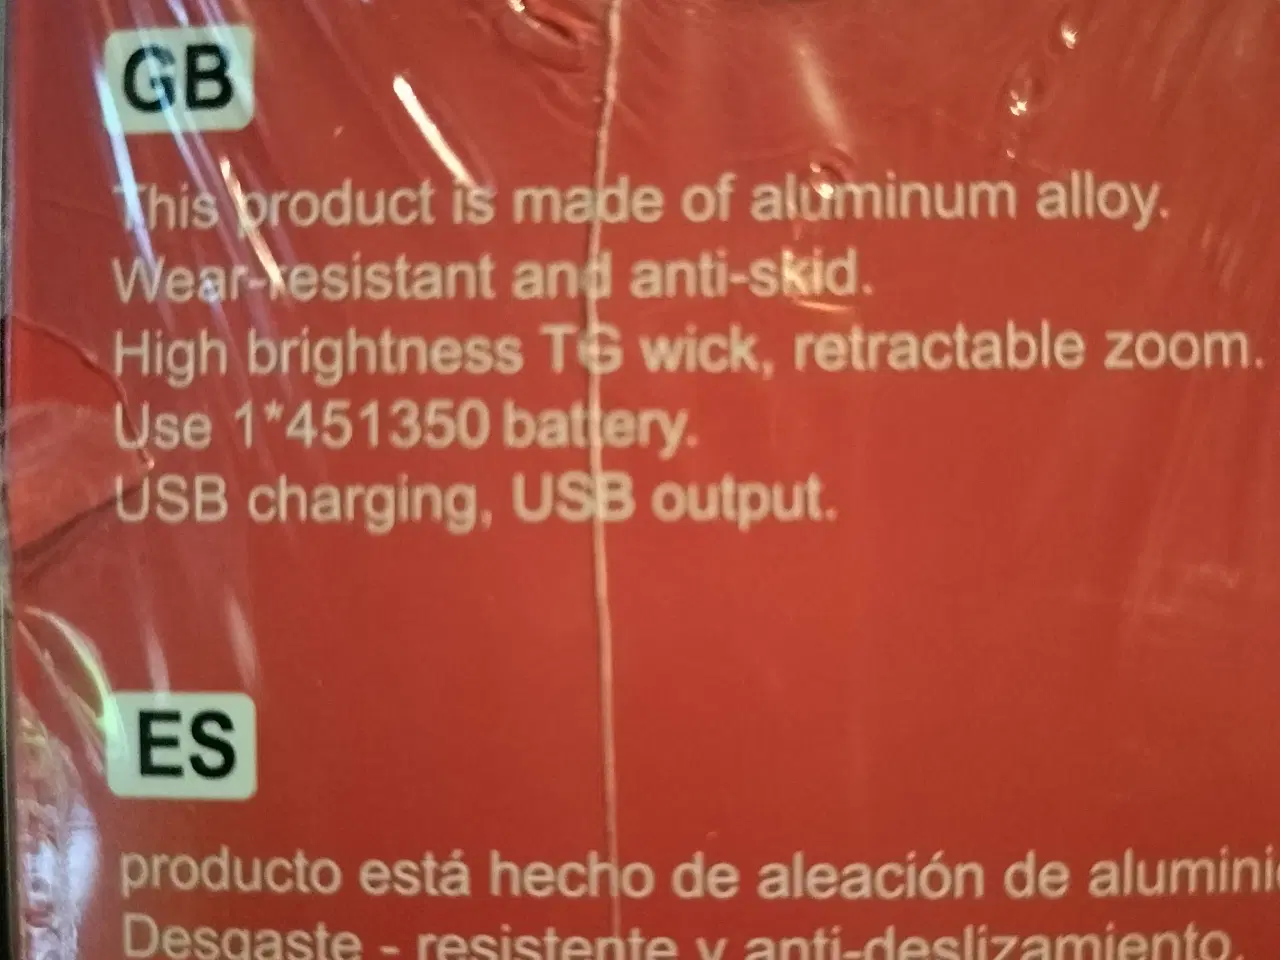 GB
This product is made of aluminum alloy.
Wear-resistant and anti-skid.
High brightness TG wick, retractable zoom.
Use 1*451350 battery.
USB charging, USB output.
ES
producto está hecho de aleación de aluminio
Desgaste - resistente y anti-deslizamiento.